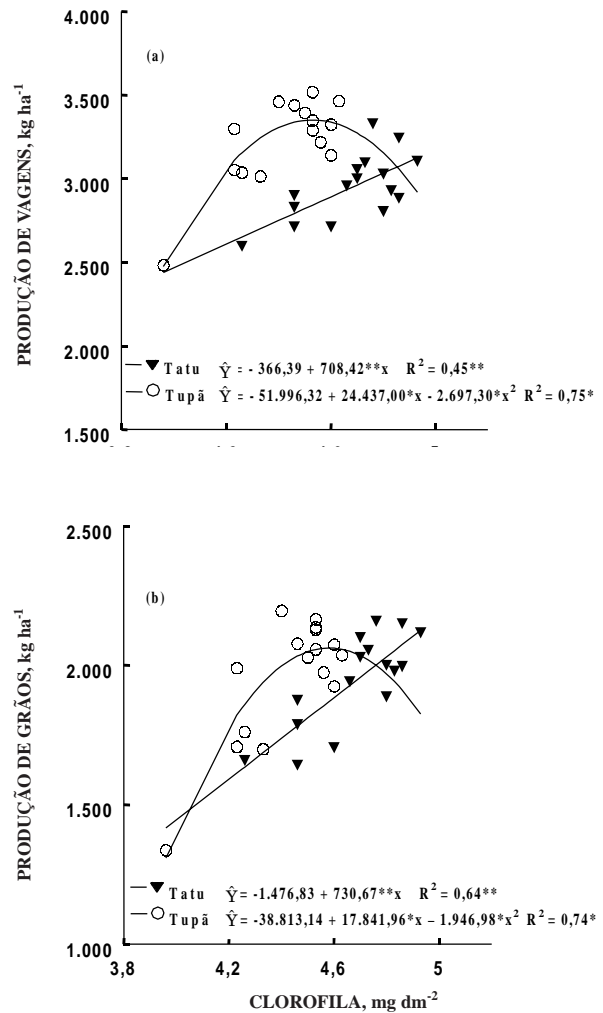 4.000
(a)
3.500
3.000
2.500
2.000
1.500
PRODUÇÃO DE VAGENS, kg ha-1
Tatu Ŷ = - 366,39 + 708,42**x R2 = 0,45**
Tupã Ŷ = - 51.996,32 + 24.437,00*x - 2.697,30*x2 R2 = 0,75*
2.500
(b)
2.000
1.500
1.000
PRODUÇÃO DE GRÃOS, kg ha-1
Tatu Ŷ = -1.476,83 + 730,67**x R2 = 0,64**
Tupã Ŷ= -38.813,14 + 17.841,96*x – 1.946,98*x2 R2 = 0,74*
3,8 4,2 4,6 5
CLOROFILA, mg dm-2